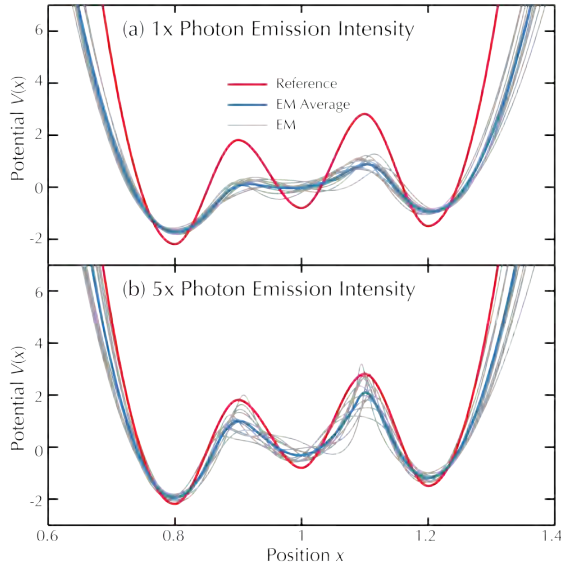 (a) 1x Photon Emission Intensity
Reference
EM Average
EM
Potential V(x)
6
4
2
0
-2
(b) 5x Photon Emission Intensity
Potential V(x)
6
4
2
0
-2
0.6 0.8 1 1.2 1.4
Position x